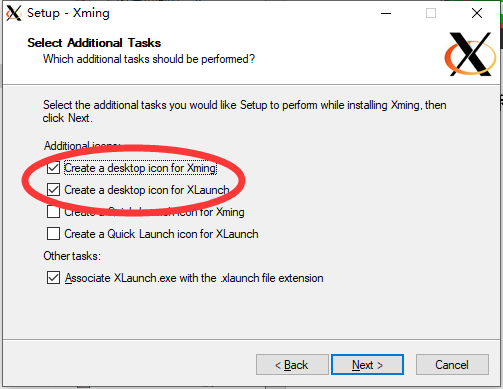 Setup - Xming
Select Additional Tasks
Which additional tasks should be performed?
Select the additional tasks you would like Setup to perform while installing Xming, then
click Next.
Additional icons:
Create a desktop icon for Xming
Create a desktop icon for XLaunch
Create a Quick Launch icon for Xming
Create a Quick Launch icon for XLaunch
Other tasks:
Associate XLaunch.exe with the .xlaunch file extension
< Back
Next >
Cancel